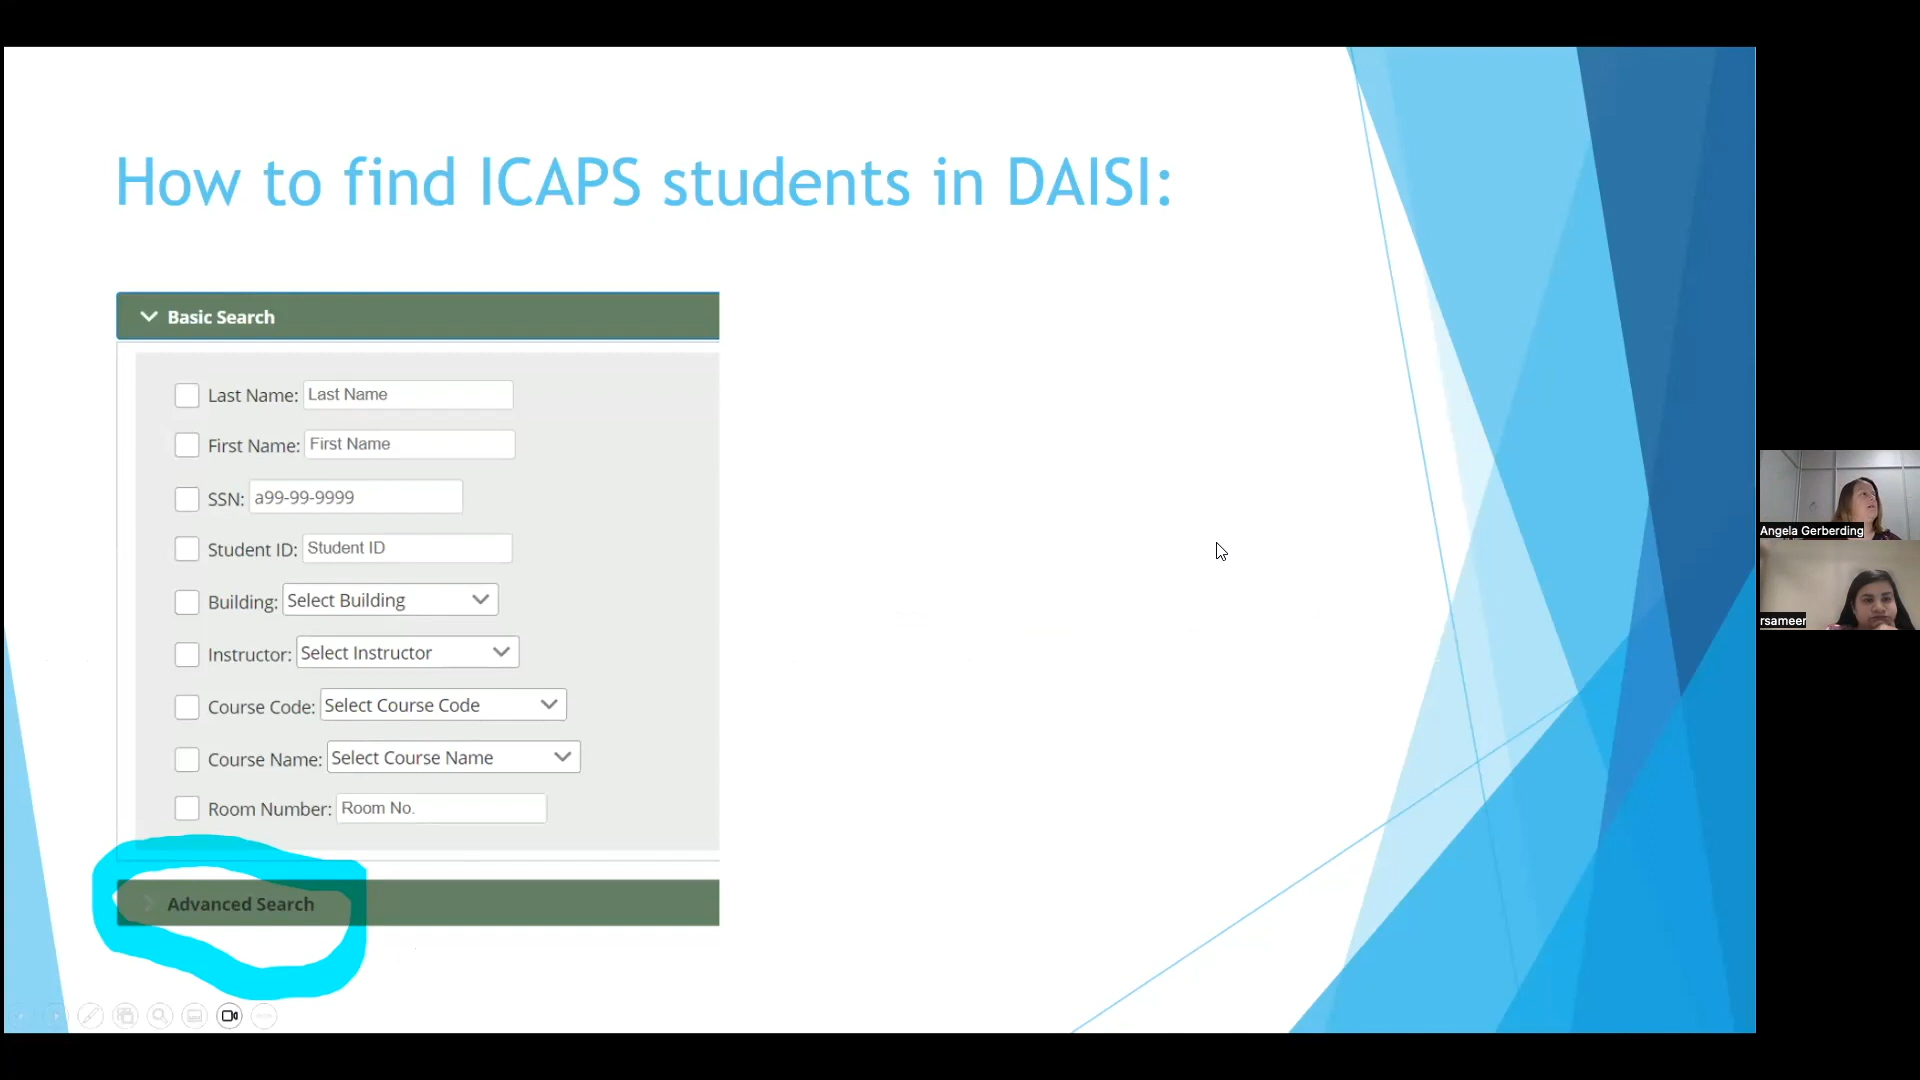 How to find ICAPS students in DAISI:
Basic Search
Last Name: Last Name
First Name: First Name
SSN: a99-99-9999
Student ID: Student ID
Building: Select Building
Instructor: Select Instructor
Course Code: Select Course Code
Course Name: Select Course Name
Room Number: Room No.
Advanced Search
Angela Gerberding
rsameer